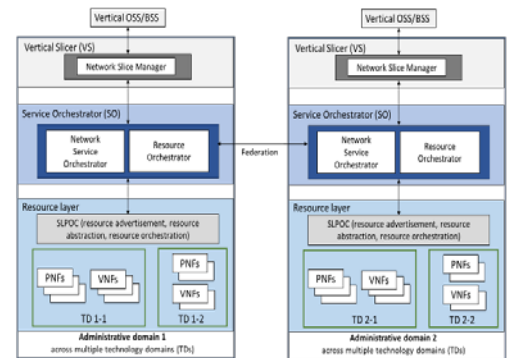 Vertical OSS/BSS
Vertical Slicer (VS)
Network Slice Manager
Service Orchestrator (SO)
Network
Service
Orchestrator
Resource
Orchestrator
Resource layer
SLPOC (resource advertisement, resource
abstraction, resource orchestration)
PNFs
VNFs
TD 1-1
PNFs
VNFs
TD 1-2
Administrative domain 1
across multiple technology domains (TDs)
Federation
Vertical OSS/BSS
Vertical Slicer (VS)
Network Slice Manager
Service Orchestrator (SO)
Network
Service
Orchestrator
Resource
Orchestrator
Resource layer
SLPOC (resource advertisement, resource
abstraction, resource orchestration)
PNFs
VNFs
TD 2-1
PNFs
VNFs
TD 2-2
Administrative domain 2
across multiple technology domains (TDs)